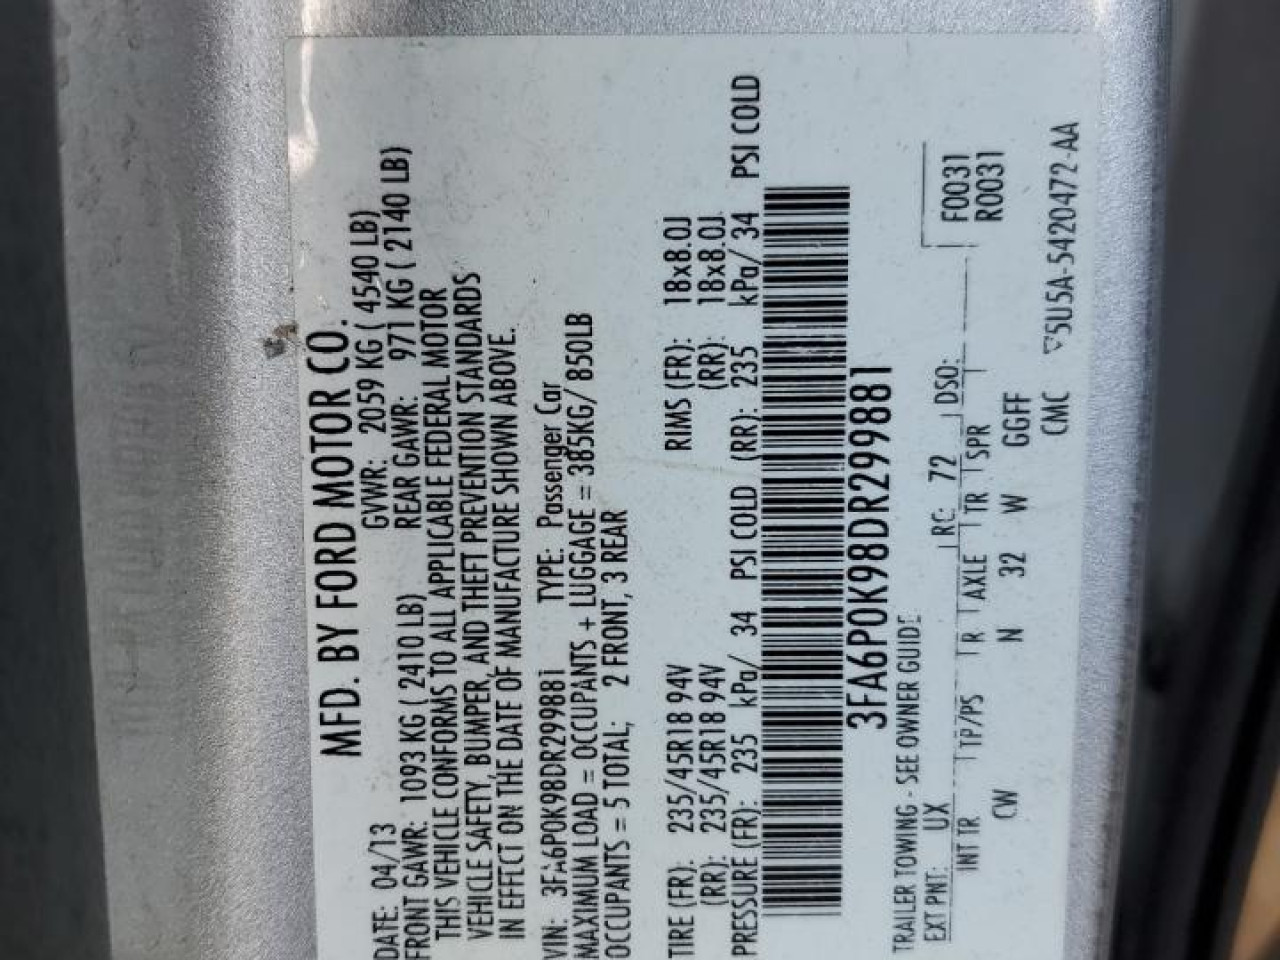 MFD. BY FORD MOTOR CO.
DATE: 04/13 GVWR: 2059 KG ( 4540 LB)
FRONT GAWR: 1093 KG ( 2410 LB) REAR GAWR: 971 KG ( 2140 LB)
THIS VEHICLE CONFORMS TO ALL APPLICABLE FEDERAL MOTOR
VEHICLE SAFETY, BUMPER, AND THEFT PREVENTION STANDARDS
IN EFFECT ON THE DATE OF MANUFACTURE SHOWN ABOVE.
VIN: 3FA6P0K98DR299881 TYPE: Passenger Car
MAXIMUM LOAD = OCCUPANTS + LUGGAGE = 385KG/ 850LB
OCCUPANTS = 5 TOTAL; 2 FRONT, 3 REAR
TIRE (FR): 235/45R18 94V RIMS (FR): 18x8.0J
(RR): 235/45R18 94V (RR): 18x8.0J
PRESSURE (FR): 235 kPa/ 34 PSI COLD (RR): 235 kPa/ 34 PSI COLD
3FA6P0K98DR299881
TRAILER TOWING - SEE OWNER GUIDE
F0031
EXT PNT: UX RC: 72 DSO:
R0031
INT TR TP/PS R AXLE TR SPR
CW N 32 W GGFF
CMC 5U5A-5420472-AA